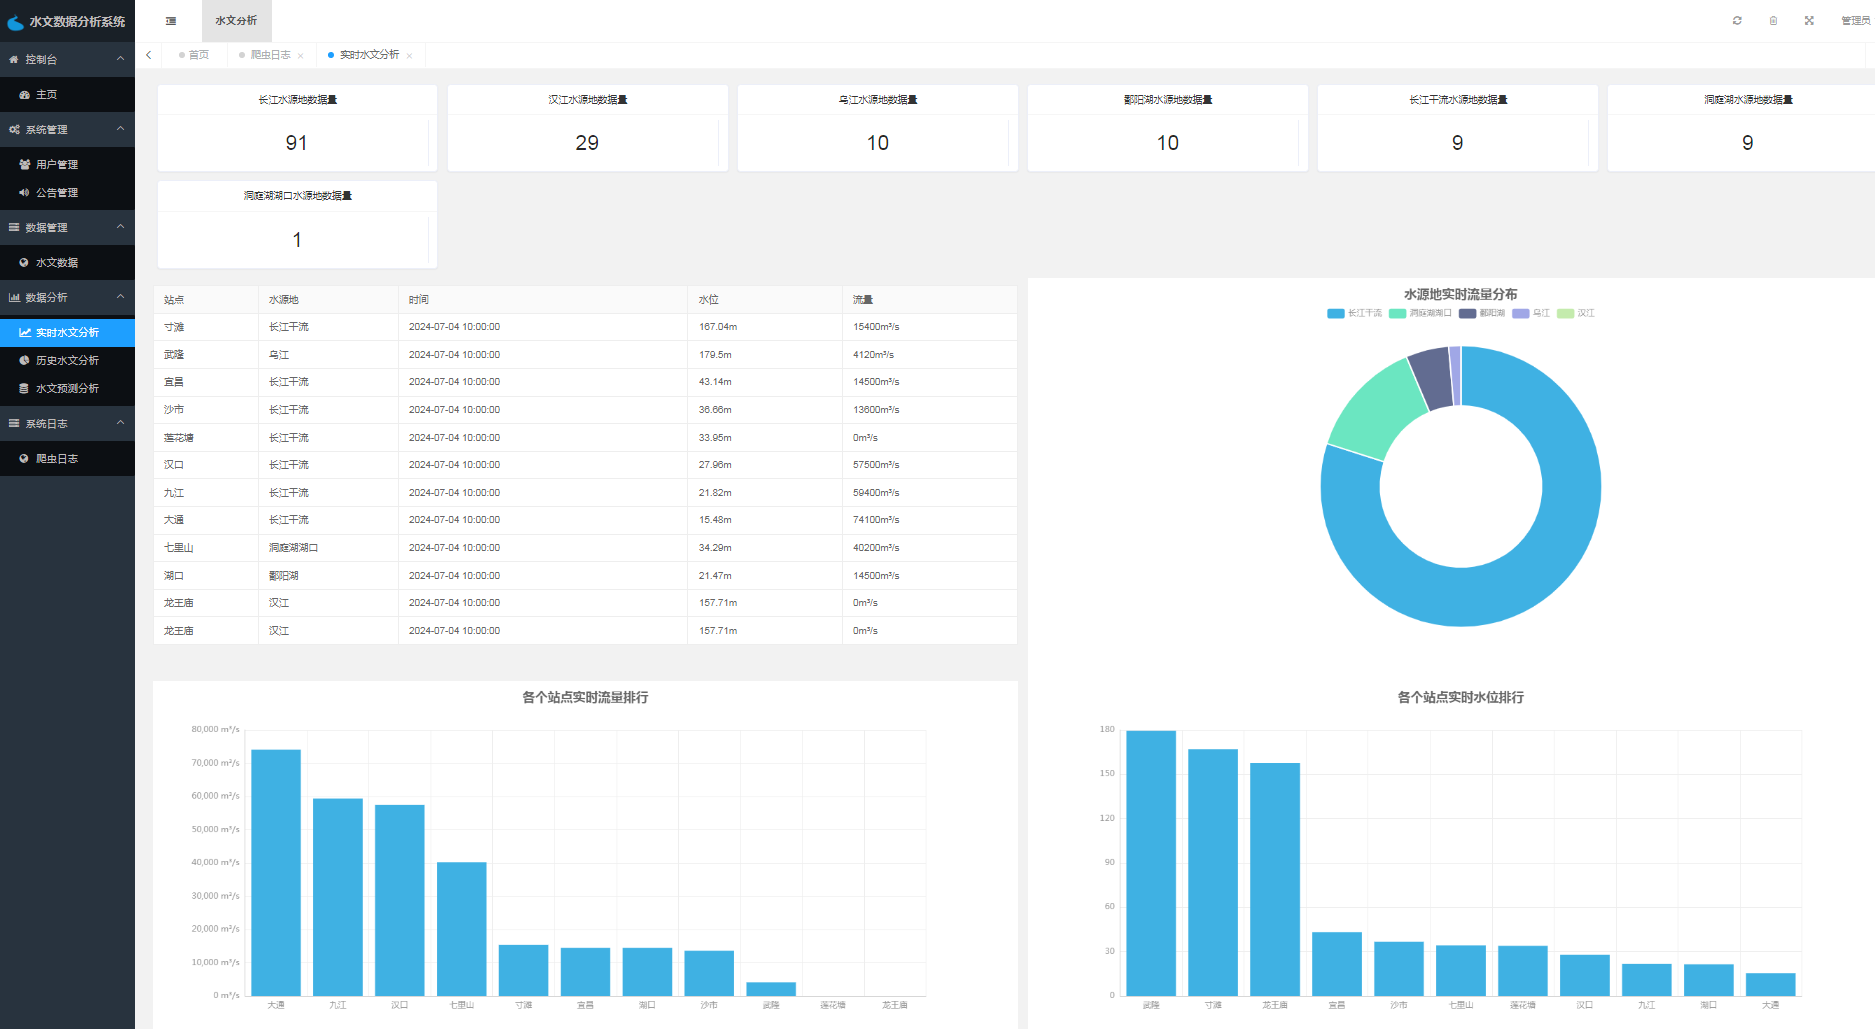 水文数据分析系统
水文分析
管理员
控制台
主页
系统管理
用户管理
公告管理
数据管理
水文数据
数据分析
实时水文分析
历史水文分析
水文预测分析
系统日志
爬虫日志
首页
爬虫日志
实时水文分析
长江水源地数据量
91
汉江水源地数据量
29
乌江水源地数据量
10
鄱阳湖水源地数据量
10
长江干流水源地数据量
9
洞庭湖水源地数据量
9
洞庭湖湖口水源地数据量
1
站点 水源地 时间 水位 流量
寸滩 长江干流 2024-07-04 10:00:00 167.04m 15400m³/s
武隆 乌江 2024-07-04 10:00:00 179.5m 4120m³/s
宜昌 长江干流 2024-07-04 10:00:00 43.14m 14500m³/s
沙市 长江干流 2024-07-04 10:00:00 36.66m 13600m³/s
莲花塘 长江干流 2024-07-04 10:00:00 33.95m 0m³/s
汉口 长江干流 2024-07-04 10:00:00 27.96m 57500m³/s
九江 长江干流 2024-07-04 10:00:00 21.82m 59400m³/s
大通 长江干流 2024-07-04 10:00:00 15.48m 74100m³/s
七里山 洞庭湖湖口 2024-07-04 10:00:00 34.29m 40200m³/s
湖口 鄱阳湖 2024-07-04 10:00:00 21.47m 14500m³/s
龙王庙 汉江 2024-07-04 10:00:00 157.71m 0m³/s
龙王庙 汉江 2024-07-04 10:00:00 157.71m 0m³/s
水源地实时流量分布
长江干流 洞庭湖湖口 鄱阳湖 乌江 汉江
各个站点实时流量排行
80,000 m³/s
70,000 m³/s
60,000 m³/s
50,000 m³/s
40,000 m³/s
30,000 m³/s
20,000 m³/s
10,000 m³/s
0 m³/s
大通 九江 汉口 七里山 寸滩 宜昌 湖口 沙市 武隆 莲花塘 龙王庙
各个站点实时水位排行
180
150
120
90
60
30
0
武隆 寸滩 龙王庙 宜昌 沙市 七里山 莲花塘 汉口 九江 湖口 大通